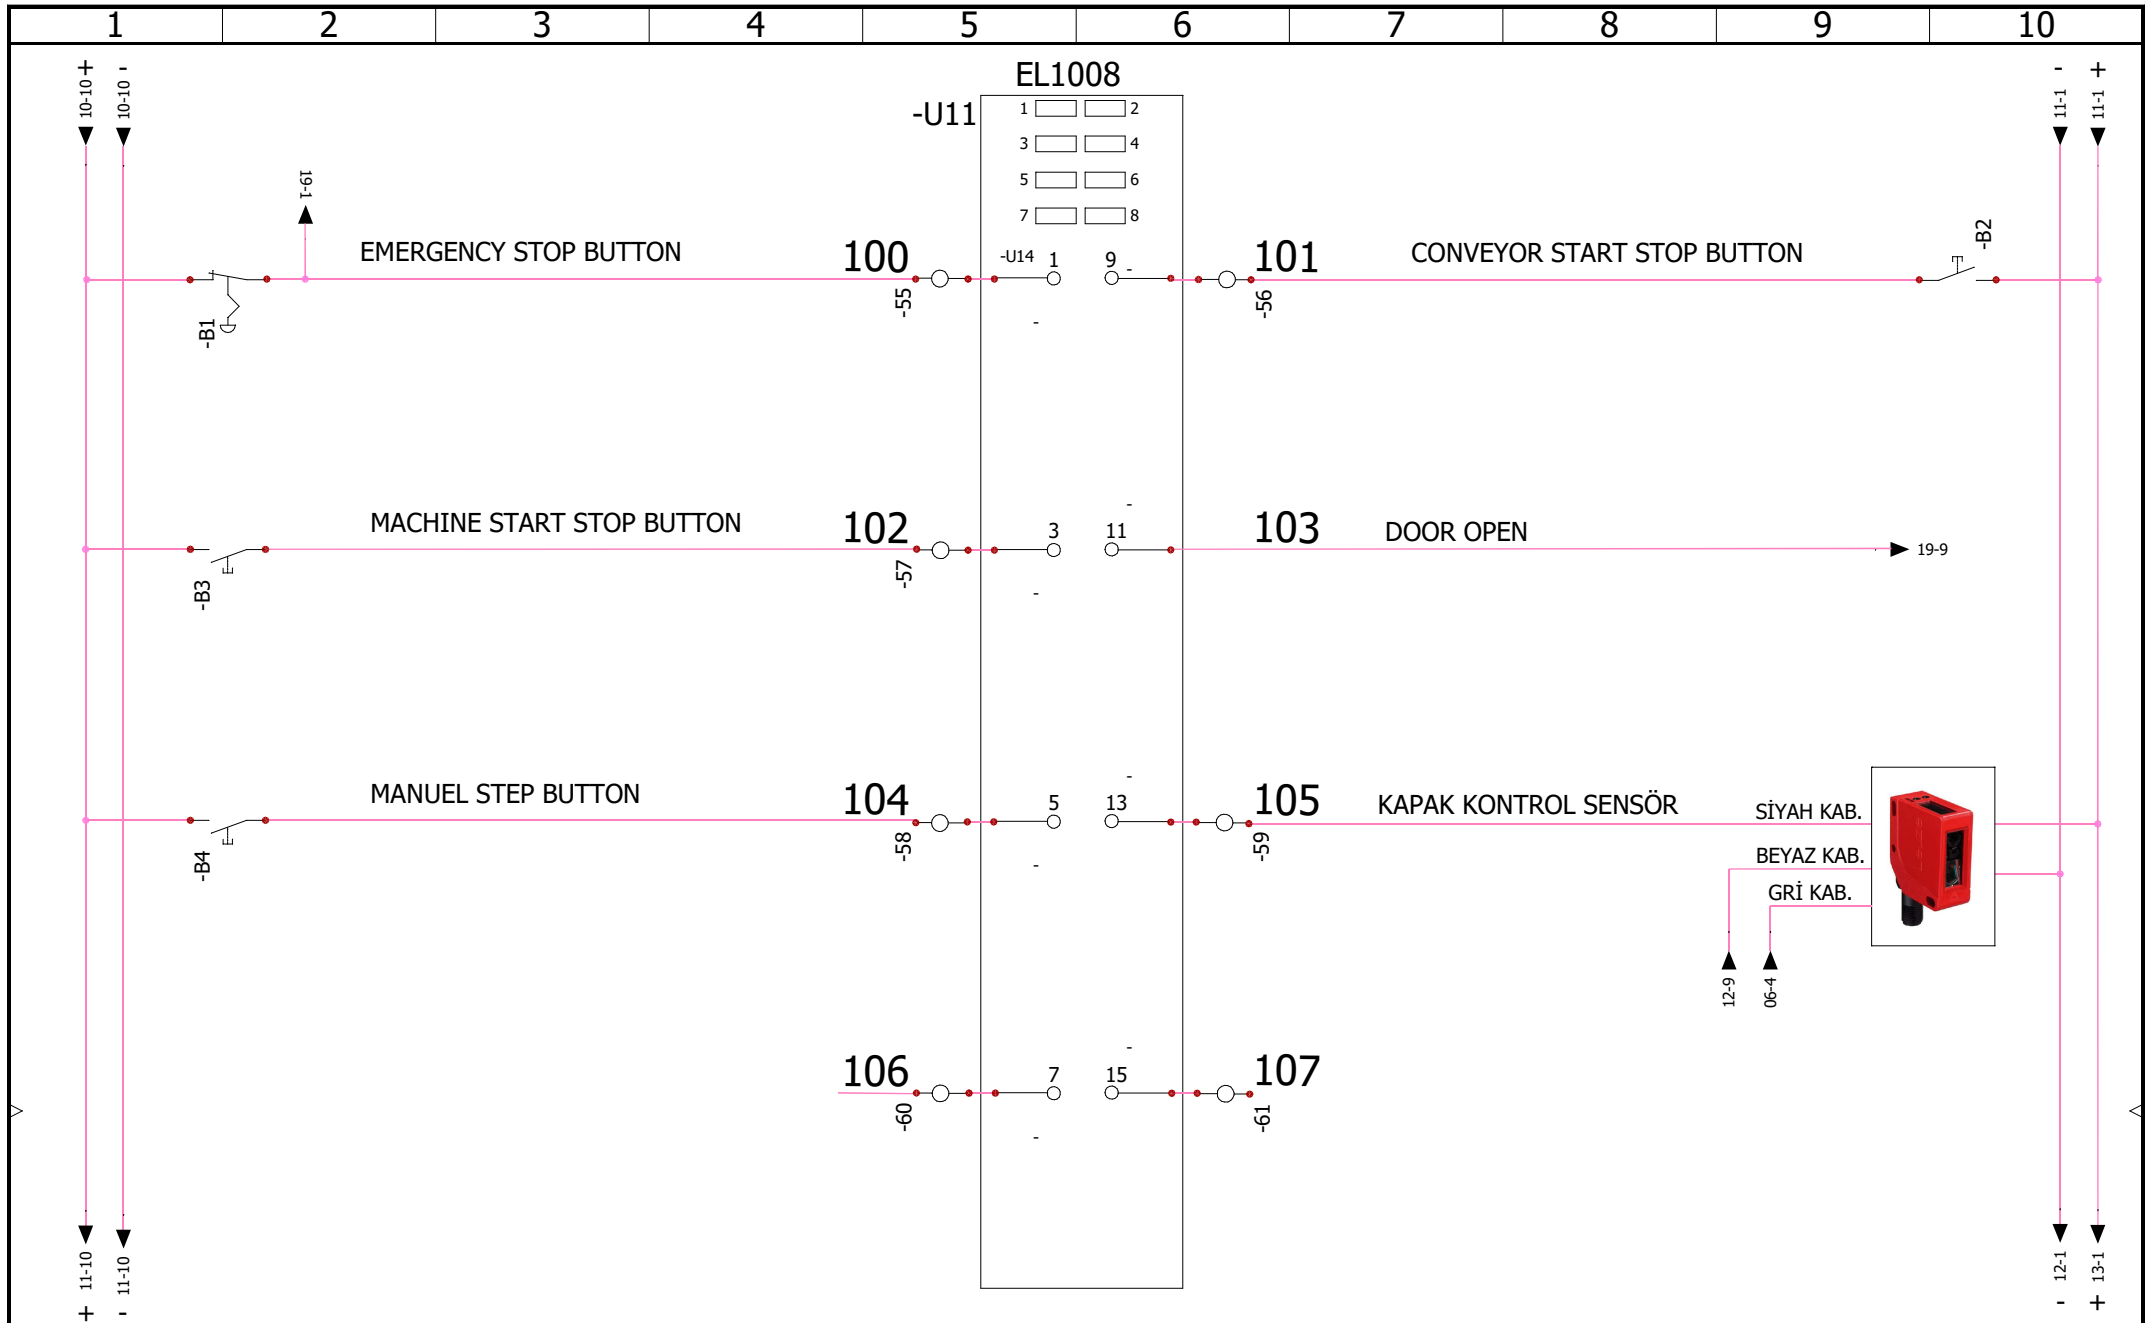 1 2 3 4 5 6 7 8 9 10
10-10 + 10-10 -
11-1 - 11-1 +
EL1008
-U11
1 2
3 4
5 6
7 8
19-1
EMERGENCY STOP BUTTON 100 -U14 1 9 - 101 CONVEYOR START STOP BUTTON -B2
-B1 -55 - -56
MACHINE START STOP BUTTON 102 3 - 11 103 DOOR OPEN 19-9
-B3 -57 -
MANUEL STEP BUTTON 104 5 - 13 105 KAPAK KONTROL SENSÖR SİYAH KAB.
-B4 -58 - -59 BEYAZ KAB.
GRİ KAB.
12-9 06-4
106 7 - 15 107
-60 - -61
+ 11-10 - 11-10
12-1 - 13-1 +